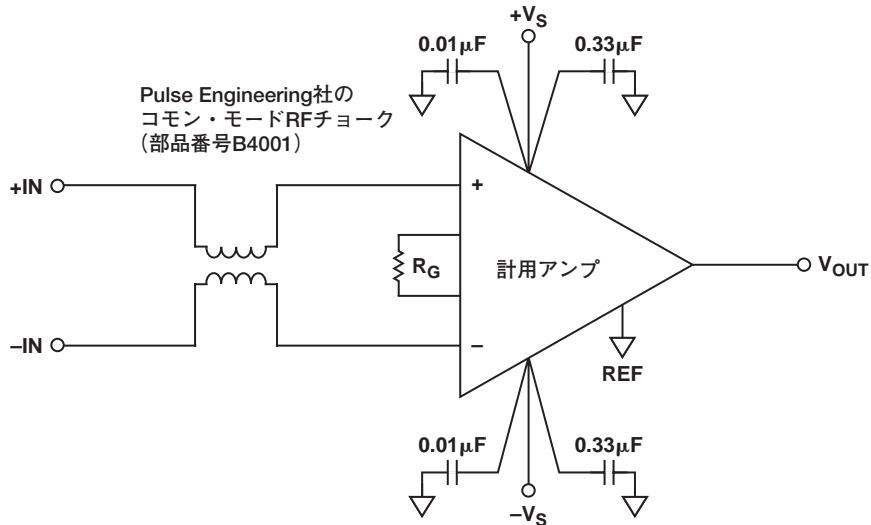 +VS
0.01μF
0.33μF
Pulse Engineering社の
コモン・モードRFチョーク
（部品番号B4001）
+IN
+
RG
計用アンプ
VOUT
–IN
–
REF
0.01μF
0.33μF
–VS